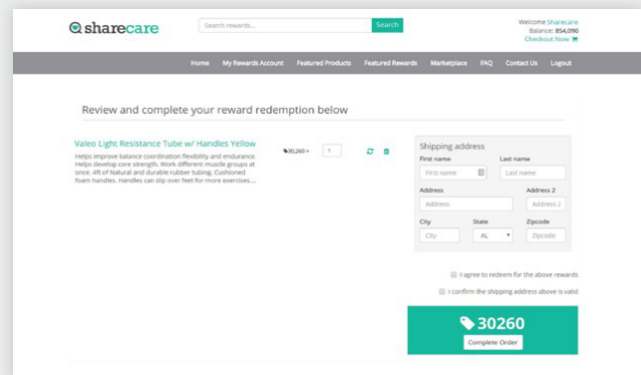 sharecare
Search rewards...
Search
Welcome Sharecare
Balance: 854,090
Checkout Now
Home My Rewards Account Featured Products Featured Rewards Marketplace FAQ Contact Us Logout
Review and complete your reward redemption below
Valeo Light Resistance Tube w/ Handles Yellow
Helps improve balance coordination flexibility and endurance.
Helps develop core strength. Work different muscle groups at
once. 4ft of Natural and durable rubber tubing. Cushioned
foam handles. Handles can slip over feet for more exercises....
30,260 × 1
Shipping address
First name Last name
First name Last name
Address Address 2
Address Address 2
City State Zipcode
City AL Zipcode
I agree to redeem for the above rewards
I confirm the shipping address above is valid
30260
Complete Order